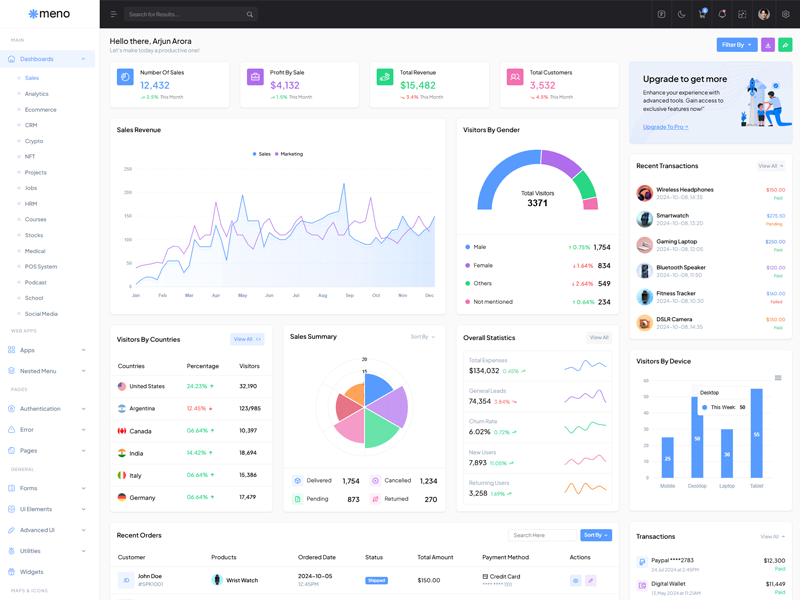 meno
Search for Results...
MAIN
Dashboards
Sales
Analytics
Ecommerce
CRM
Crypto
NFT
Projects
Jobs
HRM
Courses
Stocks
Medical
POS System
Podcast
School
Social Media
WEB APPS
Apps
Nested Menu
PAGES
Authentication
Error
Pages
GENERAL
Forms
UI Elements
Advanced UI
Utilities
Widgets
MAPS & ICONS
Hello there, Arjun Arora
Let's make today a productive one!
Filter By
Number Of Sales
12,432
2.5% This Month
Profit By Sale
$4,132
1.5% This Month
Total Revenue
$15,482
3.4% This Month
Total Customers
3,532
4.5% This Month
Upgrade to get more
Enhance your experience with
advanced tools. Gain access to
exclusive features now!"
Upgrade To Pro
Sales Revenue
Sales Marketing
250
200
150
100
50
0
Jan Feb Mar Apr May Jun Jul Aug Sep Oct Nov Dec
Visitors By Gender
Total Visitors
3371
Male 0.75% 1,754
Female 1.64% 834
Others 2.64% 549
Not mentioned 0.64% 234
Recent Transactions
View All
Wireless Headphones $150.00
2024-10-08, 14:35 Paid
Smartwatch $275.50
2024-10-08, 13:20 Pending
Gaming Laptop $250.00
2024-10-08, 12:05 Paid
Bluetooth Speaker $120.00
2024-10-08, 11:45 Paid
Fitness Tracker $160.00
2024-10-08, 10:30 Failed
DSLR Camera $150.00
2024-10-08, 14:35 Paid
Visitors By Countries
View All
Countries Percentage Visitors
United States 24.23% 32,190
Argentina 12.45% 123,985
Canada 06.64% 10,397
India 14.42% 18,694
Italy 06.64% 15,386
Germany 06.64% 17,479
Sales Summary
Sort By
20
15
Delivered 1,754
Cancelled 1,234
Pending 873
Returned 270
Overall Statistics
View All
Total Expenses
$134,032 0.45%
General Leads
74,354 3.84%
Churn Rate
6.02% 0.72%
New Users
7,893 11.05%
Returning Users
3,258 1.69%
Visitors By Device
60
50
40
30
20
10
0
Desktop
This Week: 50
25
50
30
55
Mobile Desktop Laptop Tablet
Recent Orders
Search Here
Sort By
Customer Products Ordered Date Status Total Amount Payment Method Actions
JD
John Doe
#SPK1001
Wrist Watch
2024-10-05
12:45PM
Shipped
$150.00
Credit Card
Transactions
View All
Paypal ****2783 $12,300
24 Jul 2024 at 2:45PM Paid
Digital Wallet $11,449
13, May 2024 at 11:21AM Paid